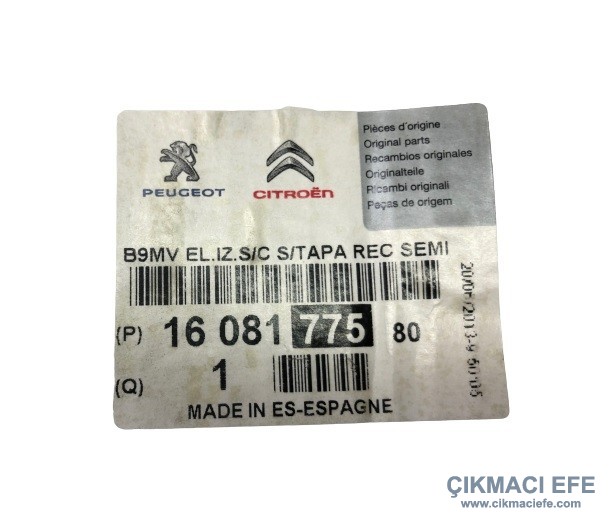 PEUGEOT
CITROËN
Pièces d'origine
Original parts
Recambios originales
Originalteile
Ricambi originali
Peças de origem
B9MV EL.IZ.S/C S/TAPA REC SEMI
(P) 16 081 775 80
(Q) 1
MADE IN ES-ESPAGNE
ÇIKMACI EFE
www.cikmaciefe.com